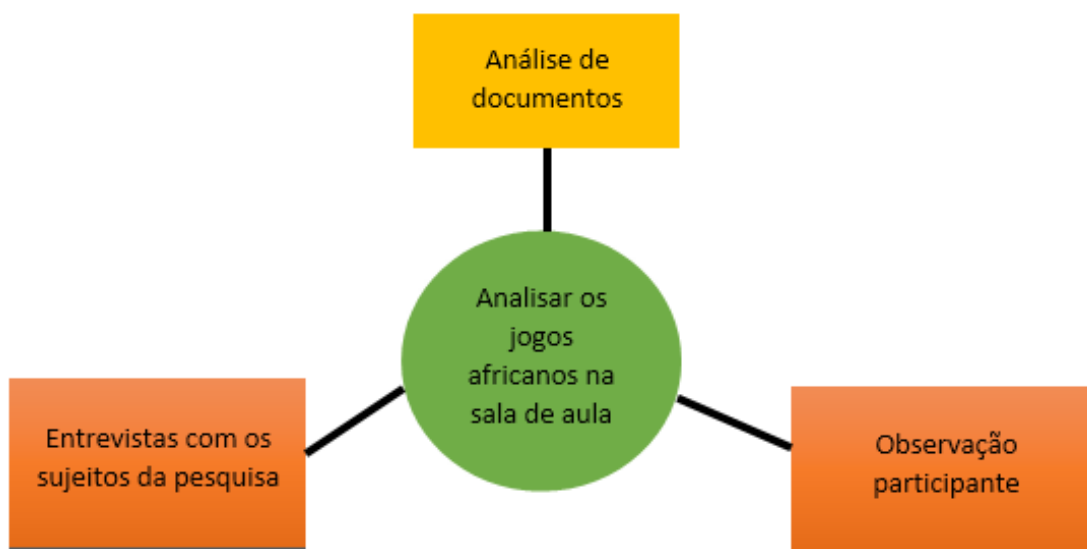 Análise de
documentos
Analisar os
jogos
africanos na
sala de aula
Entrevistas com os
sujeitos da pesquisa
Observação
participante